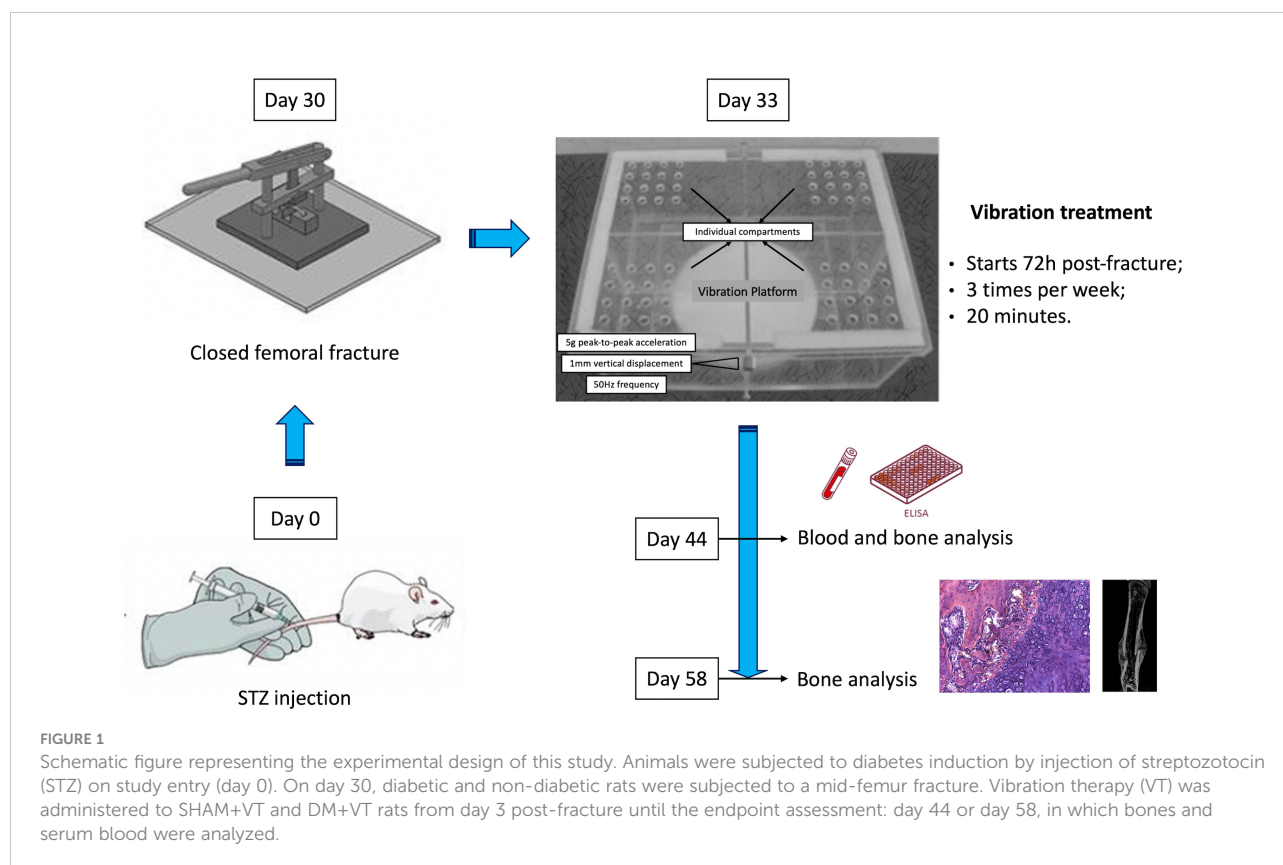 Day 30
Day 33
Individual compartments
Vibration Platform
5g peak-to-peak acceleration
1mm vertical displacement
50Hz frequency
Vibration treatment
• Starts 72h post-fracture;
• 3 times per week;
• 20 minutes.
Closed femoral fracture
Day 0
STZ injection
ELISA
Day 44
Blood and bone analysis
Day 58
Bone analysis
FIGURE 1
Schematic figure representing the experimental design of this study. Animals were subjected to diabetes induction by injection of streptozotocin
(STZ) on study entry (day 0). On day 30, diabetic and non-diabetic rats were subjected to a mid-femur fracture. Vibration therapy (VT) was
administered to SHAM+VT and DM+VT rats from day 3 post-fracture until the endpoint assessment: day 44 or day 58, in which bones and
serum blood were analyzed.